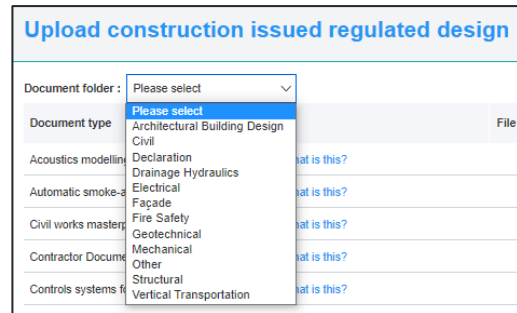 Upload construction issued regulated design
Document folder : Please select
Please select
Document type
File
Architectural Building Design
Civil
Declaration
Acoustics modelling
hat is this?
Drainage Hydraulics
Electrical
Automatic smoke-a
hat is this?
Façade
Fire Safety
Civil works masterp
hat is this?
Geotechnical
Mechanical
Contractor Docume
hat is this?
Other
Structural
Controls systems fo
hat is this?
Vertical Transportation